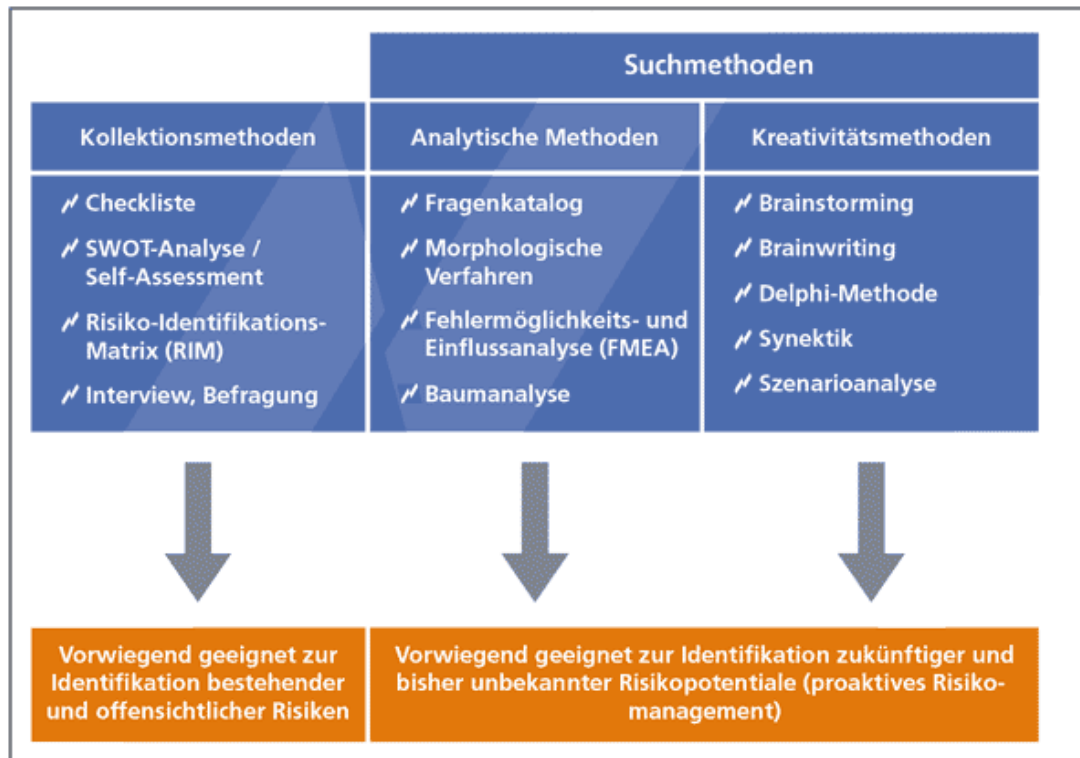 Suchmethoden
Kollektionsmethoden
Analytische Methoden
Kreativitätsmethoden
Checkliste
SWOT-Analyse /
Self-Assessment
Risiko-Identifikations-
Matrix (RIM)
Interview, Befragung
Fragenkatalog
Morphologische
Verfahren
Fehlermöglichkeits- und
Einflussanalyse (FMEA)
Baumanalyse
Brainstorming
Brainwriting
Delphi-Methode
Synektik
Szenarioanalyse
Vorwiegend geeignet zur
Identifikation bestehender
und offensichtlicher Risiken
Vorwiegend geeignet zur Identifikation zukünftiger und
bisher unbekannter Risikopotentiale (proaktives Risiko-
management)